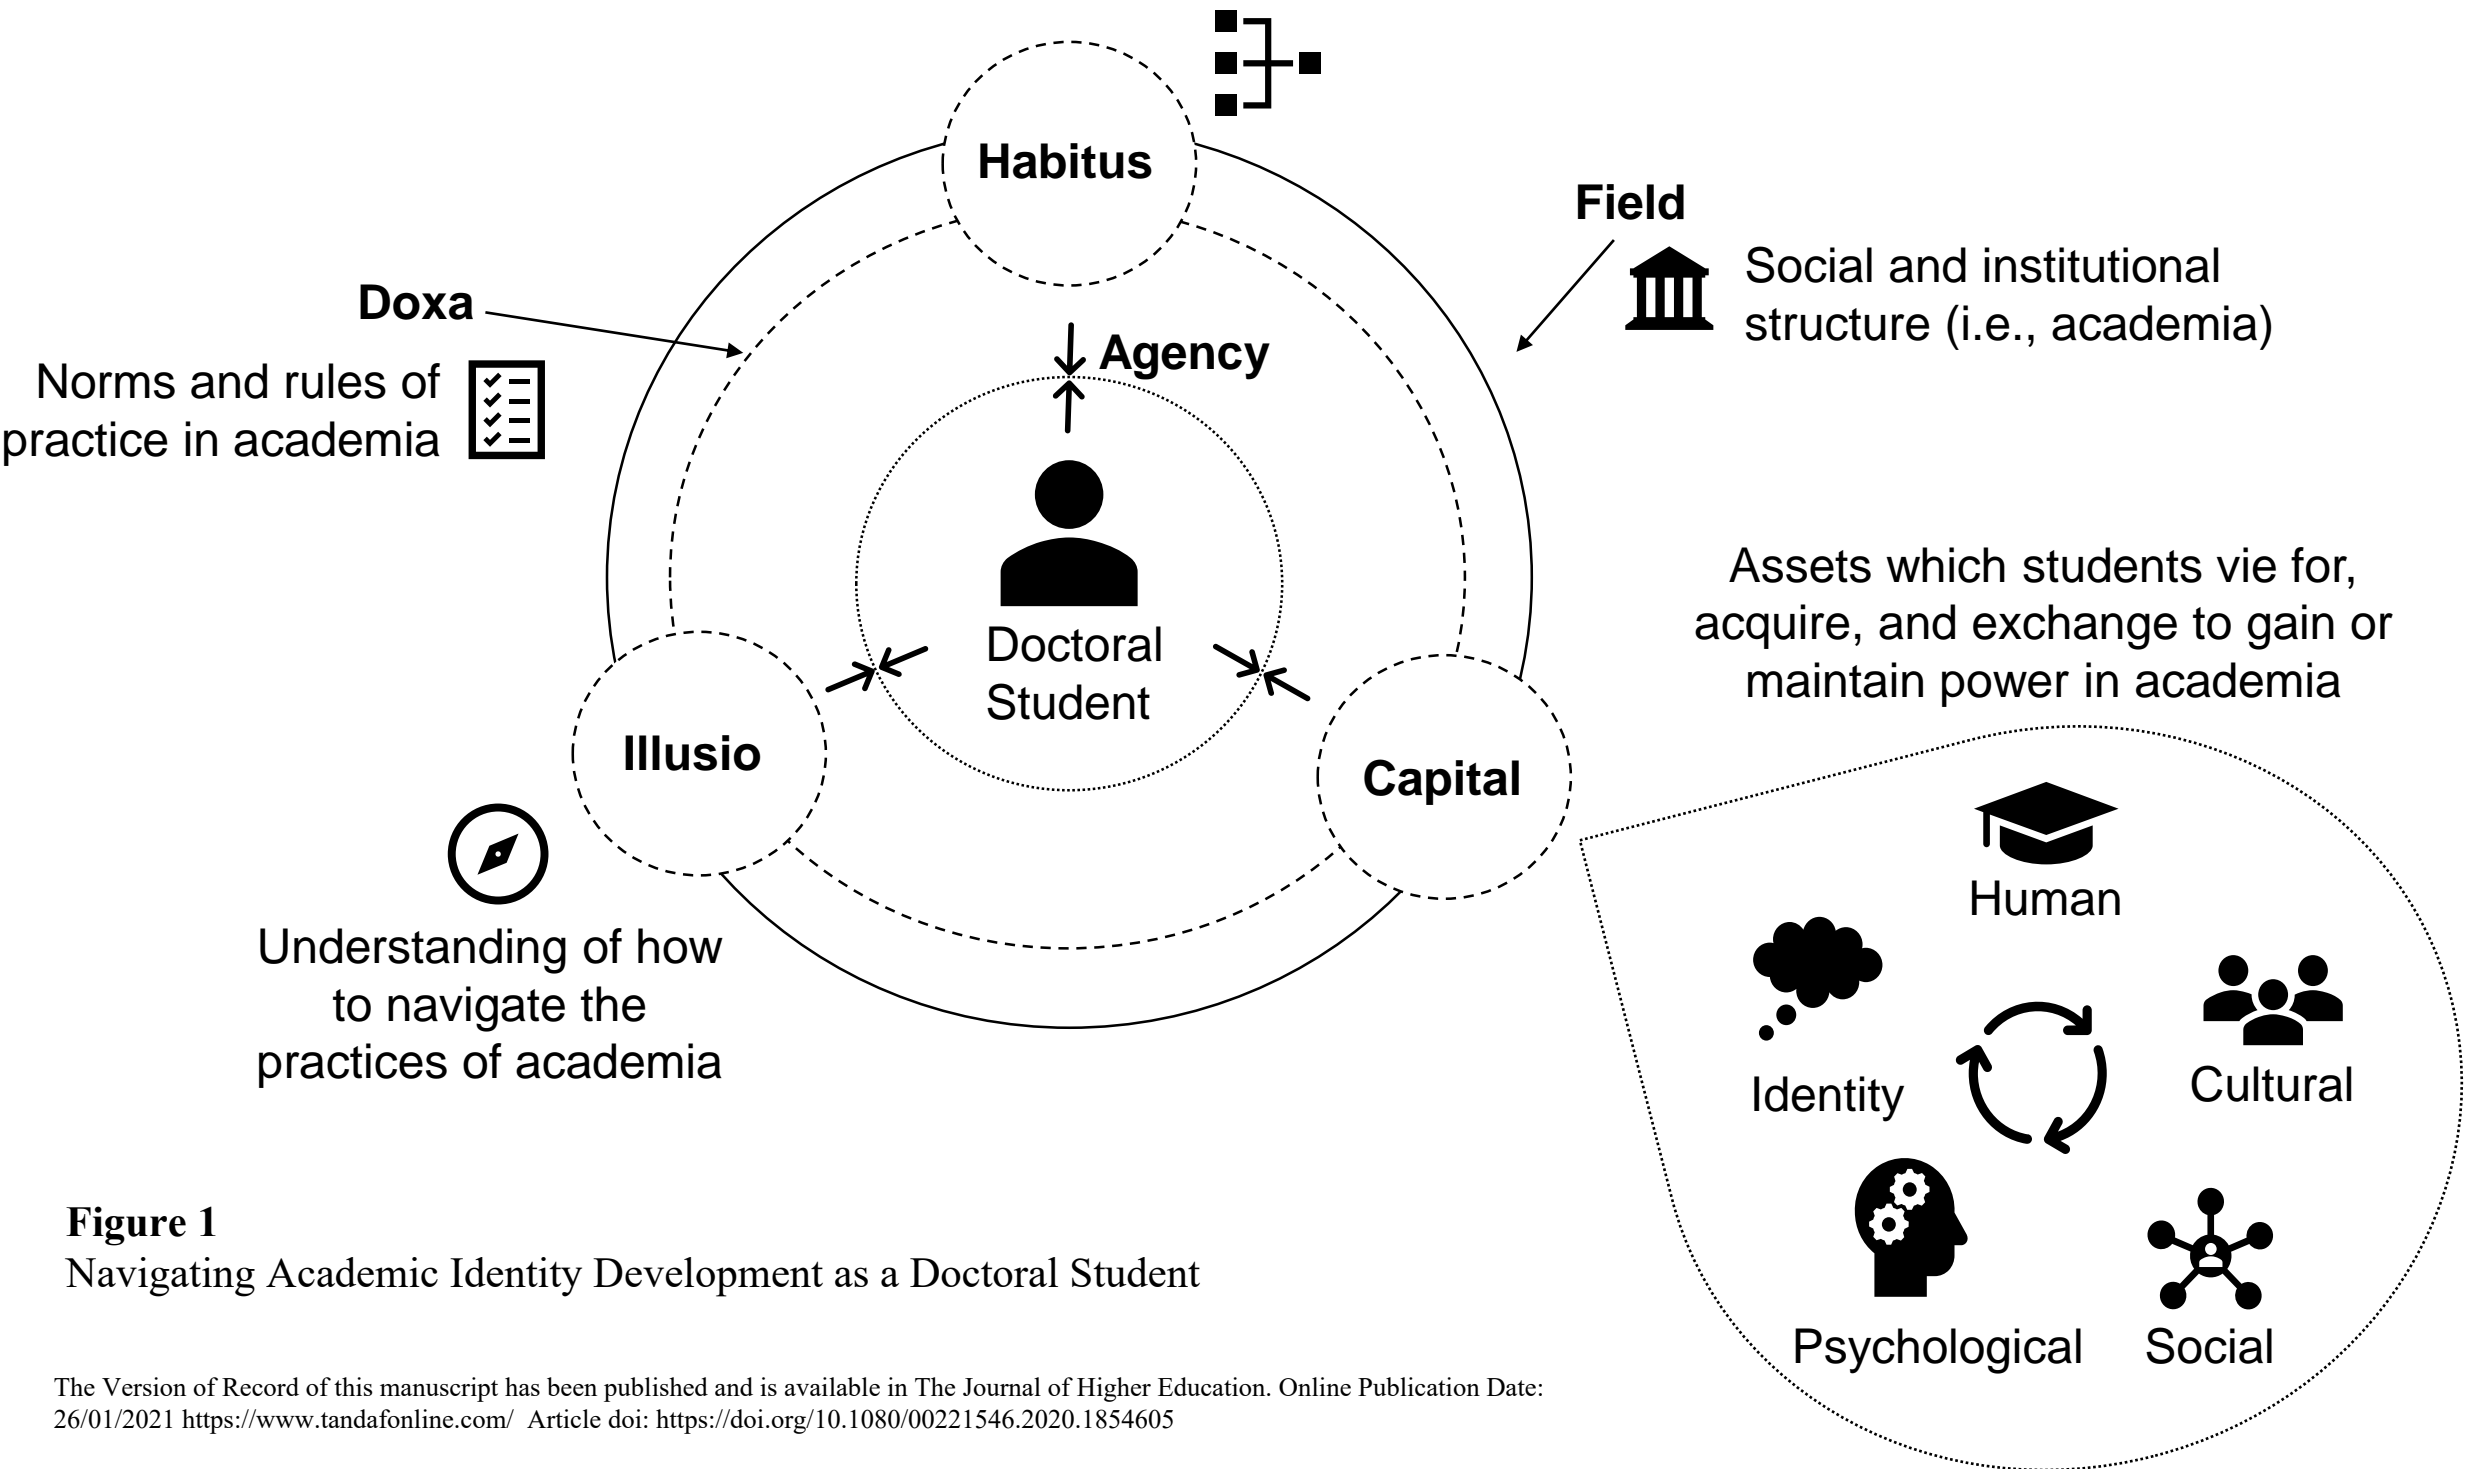 Habitus
Field
Social and institutional
structure (i.e., academia)
Doxa
Norms and rules of
practice in academia
Agency
Doctoral
Student
Illusio
Understanding of how
to navigate the
practices of academia
Capital
Assets which students vie for,
acquire, and exchange to gain or
maintain power in academia
Human
Identity
Cultural
Psychological
Social
Figure 1
Navigating Academic Identity Development as a Doctoral Student
The Version of Record of this manuscript has been published and is available in The Journal of Higher Education. Online Publication Date:
26/01/2021 https://www.tandafonline.com/ Article doi: https://doi.org/10.1080/00221546.2020.1854605